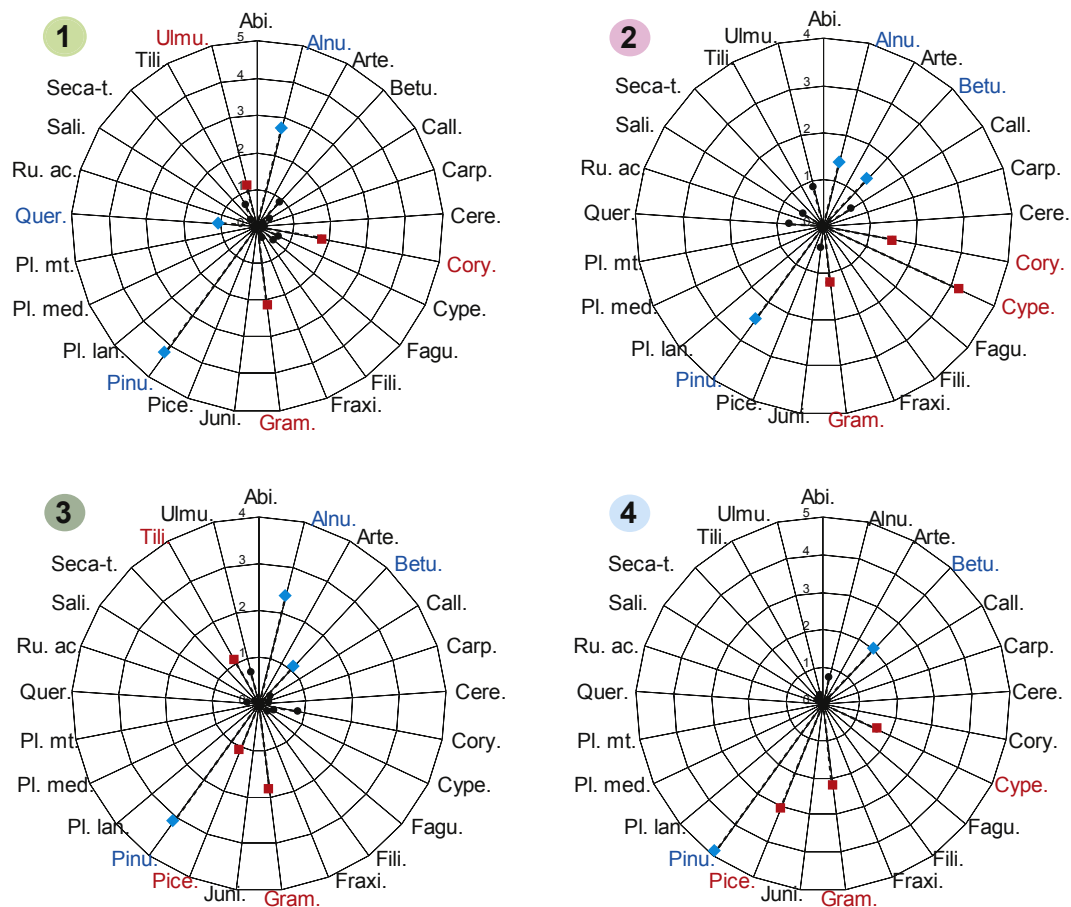 1
Abi.
Alnu.
Arte.
Betu.
Call.
Carp.
Cere.
Cory.
Cype.
Fagu.
Fili.
Fraxi.
Gram.
Juni.
Pice.
Pinu.
Pl. lan.
Pl. med.
Pl. mt.
Quer.
Ru. ac.
Sali.
Seca-t.
Tili.
Ulmu.
5
4
3
2
1
0
2
Abi.
Alnu.
Arte.
Betu.
Call.
Carp.
Cere.
Cory.
Cype.
Fagu.
Fili.
Fraxi.
Gram.
Juni.
Pice.
Pinu.
Pl. lan.
Pl. med.
Pl. mt.
Quer.
Ru. ac.
Sali.
Seca-t.
Tili.
Ulmu.
4
3
2
1
0
3
Abi.
Alnu.
Arte.
Betu.
Call.
Carp.
Cere.
Cory.
Cype.
Fagu.
Fili.
Fraxi.
Gram.
Juni.
Pice.
Pinu.
Pl. lan.
Pl. med.
Pl. mt.
Quer.
Ru. ac.
Sali.
Seca-t.
Tili.
Ulmu.
4
3
2
1
0
4
Abi.
Alnu.
Arte.
Betu.
Call.
Carp.
Cere.
Cory.
Cype.
Fagu.
Fili.
Fraxi.
Gram.
Juni.
Pice.
Pinu.
Pl. lan.
Pl. med.
Pl. mt.
Quer.
Ru. ac.
Sali.
Seca-t.
Tili.
Ulmu.
5
4
3
2
1
0